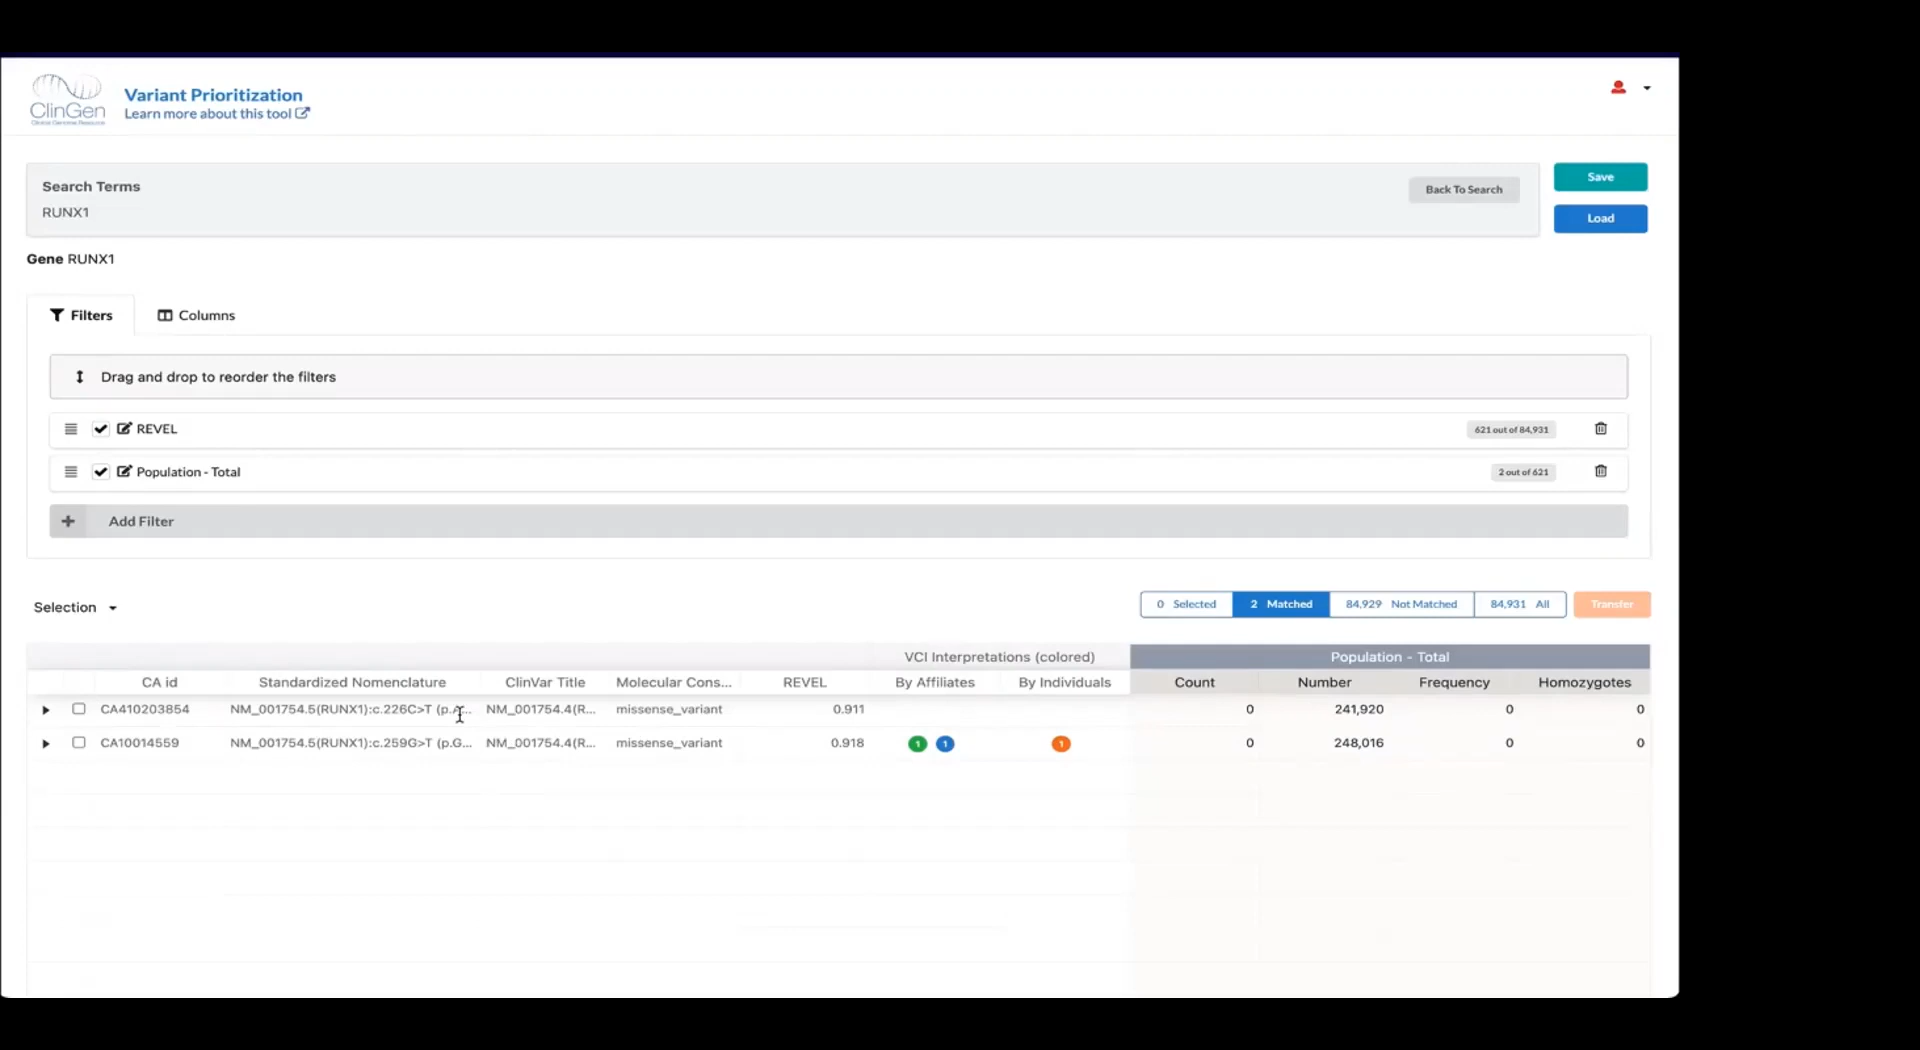 ClinGen
Clinical Genome Resource
Variant Prioritization
Learn more about this tool
Search Terms
RUNX1
Back To Search
Save
Load
Gene RUNX1
Filters
Columns
Drag and drop to reorder the filters
REVEL
621 out of 84,931
Population - Total
2 out of 621
+ Add Filter
Selection
0 Selected
2 Matched
84,929 Not Matched
84,931 All
Transfer
VCI Interpretations (colored)
Population - Total
CA id
Standardized Nomenclature
ClinVar Title
Molecular Cons...
REVEL
By Affiliates
By Individuals
Count
Number
Frequency
Homozygotes
CA410203854 NM_001754.5(RUNX1):c.226C>T (p.A... NM_001754.4(R... missense_variant 0.911 0 241,920 0 0
CA10014559 NM_001754.5(RUNX1):c.259G>T (p.G... NM_001754.4(R... missense_variant 0.918 1 1 1 0 248,016 0 0